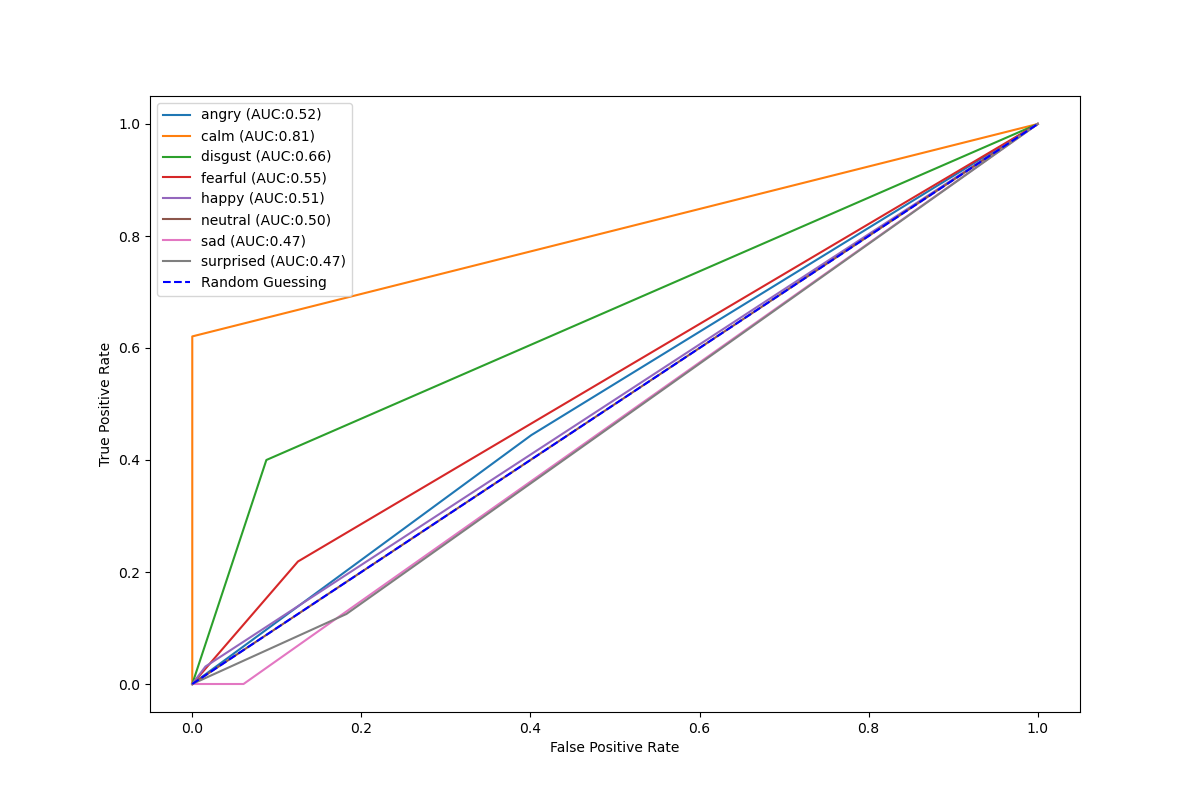 angry (AUC:0.52)
calm (AUC:0.81)
disgust (AUC:0.66)
fearful (AUC:0.55)
happy (AUC:0.51)
neutral (AUC:0.50)
sad (AUC:0.47)
surprised (AUC:0.47)
Random Guessing
1.0
0.8
0.6
0.4
0.2
0.0
True Positive Rate
0.0 0.2 0.4 0.6 0.8 1.0
False Positive Rate